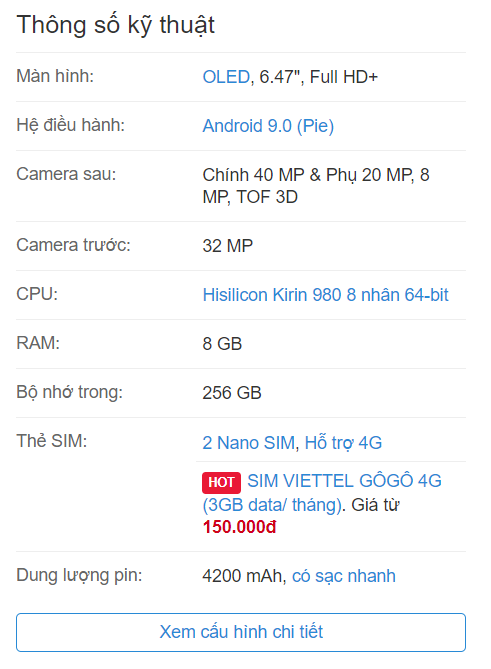 Thông số kỹ thuật
Màn hình:
OLED, 6.47", Full HD+
Hệ điều hành:
Android 9.0 (Pie)
Camera sau:
Chính 40 MP & Phụ 20 MP, 8
MP, TOF 3D
Camera trước:
32 MP
CPU:
Hisilicon Kirin 980 8 nhân 64-bit
RAM:
8 GB
Bộ nhớ trong:
256 GB
Thẻ SIM:
2 Nano SIM, Hỗ trợ 4G
HOT SIM VIETTEL GÔGÔ 4G
(3GB data/ tháng). Giá từ
150.000đ
Dung lượng pin:
4200 mAh, có sạc nhanh
Xem cấu hình chi tiết